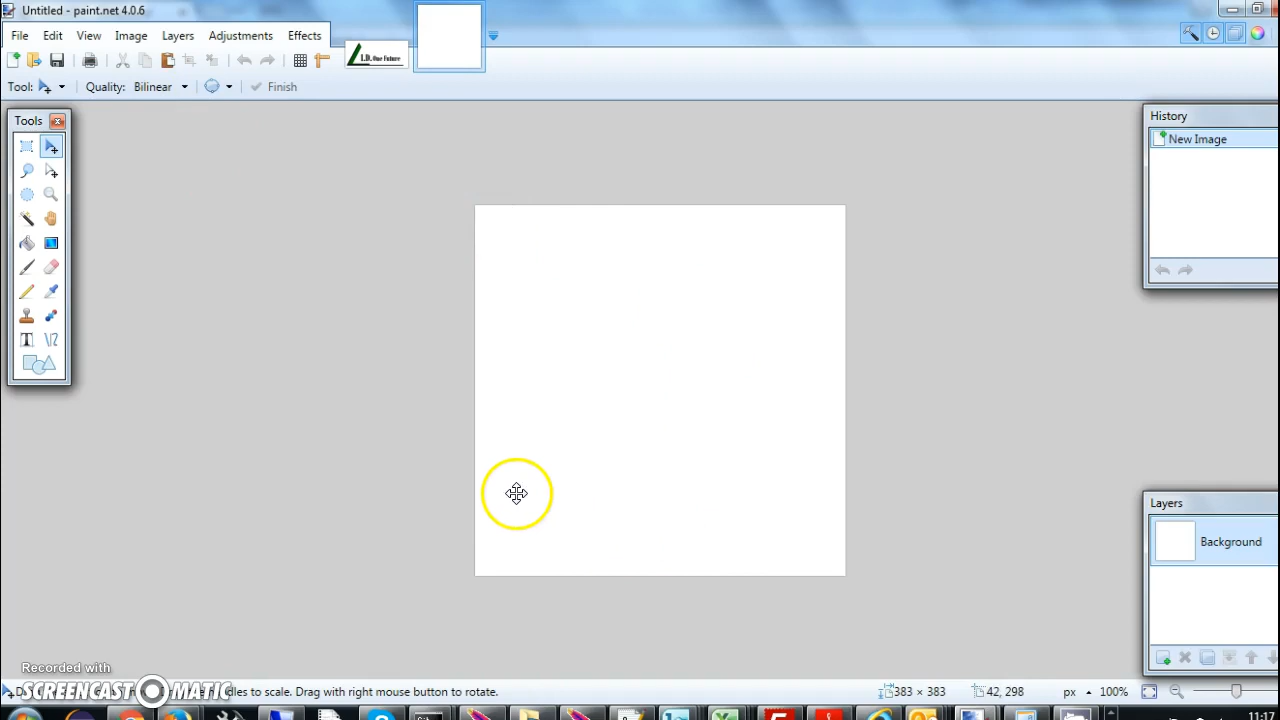 Untitled - paint.net 4.0.6
File Edit View Image Layers Adjustments Effects
I.D. Our Future
Tool: Quality: Bilinear Finish
Tools
History
New Image
Layers
Background
Recorded with
SCREENCAST MATIC
to scale. Drag with right mouse button to rotate.
383 × 383
42, 298
px
100%
11:17